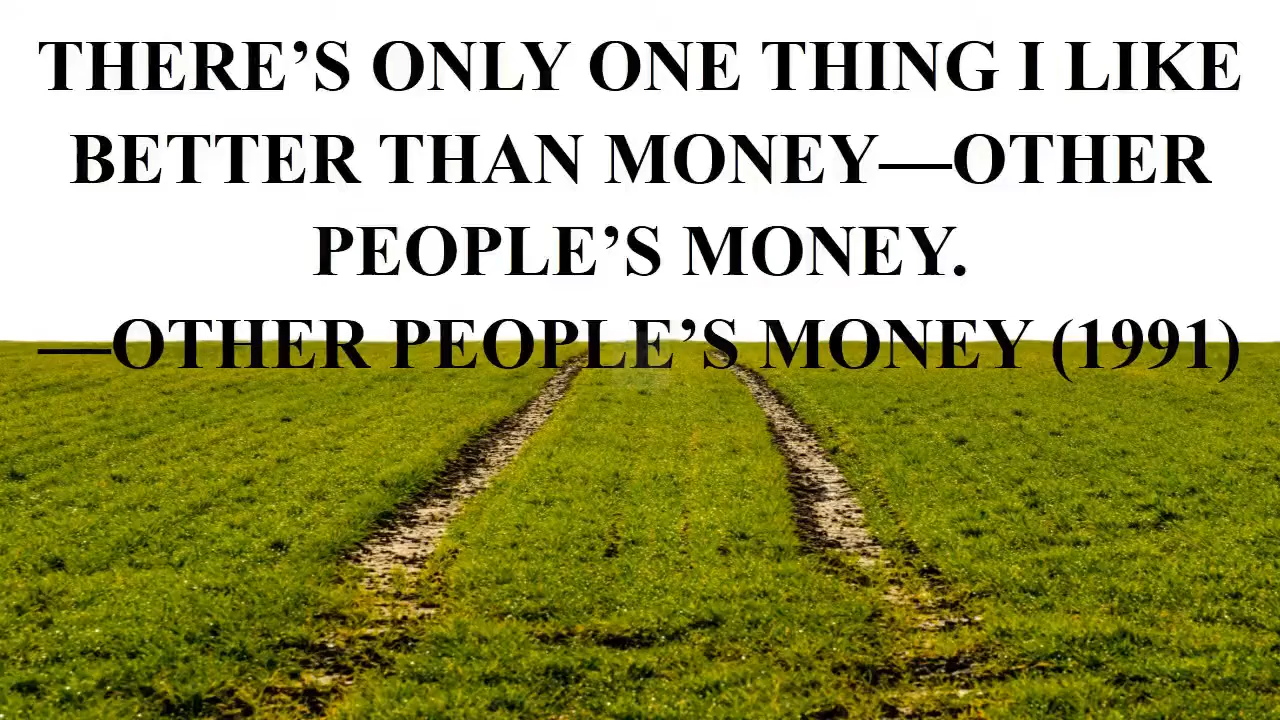 THERE’S ONLY ONE THING I LIKE
BETTER THAN MONEY—OTHER
PEOPLE’S MONEY.
—OTHER PEOPLE’S MONEY (1991)